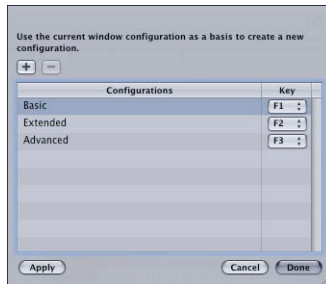 Use the current window configuration as a basis to create a new
configuration.
+ −
Configurations Key
Basic F1
Extended F2
Advanced F3
Apply Cancel Done